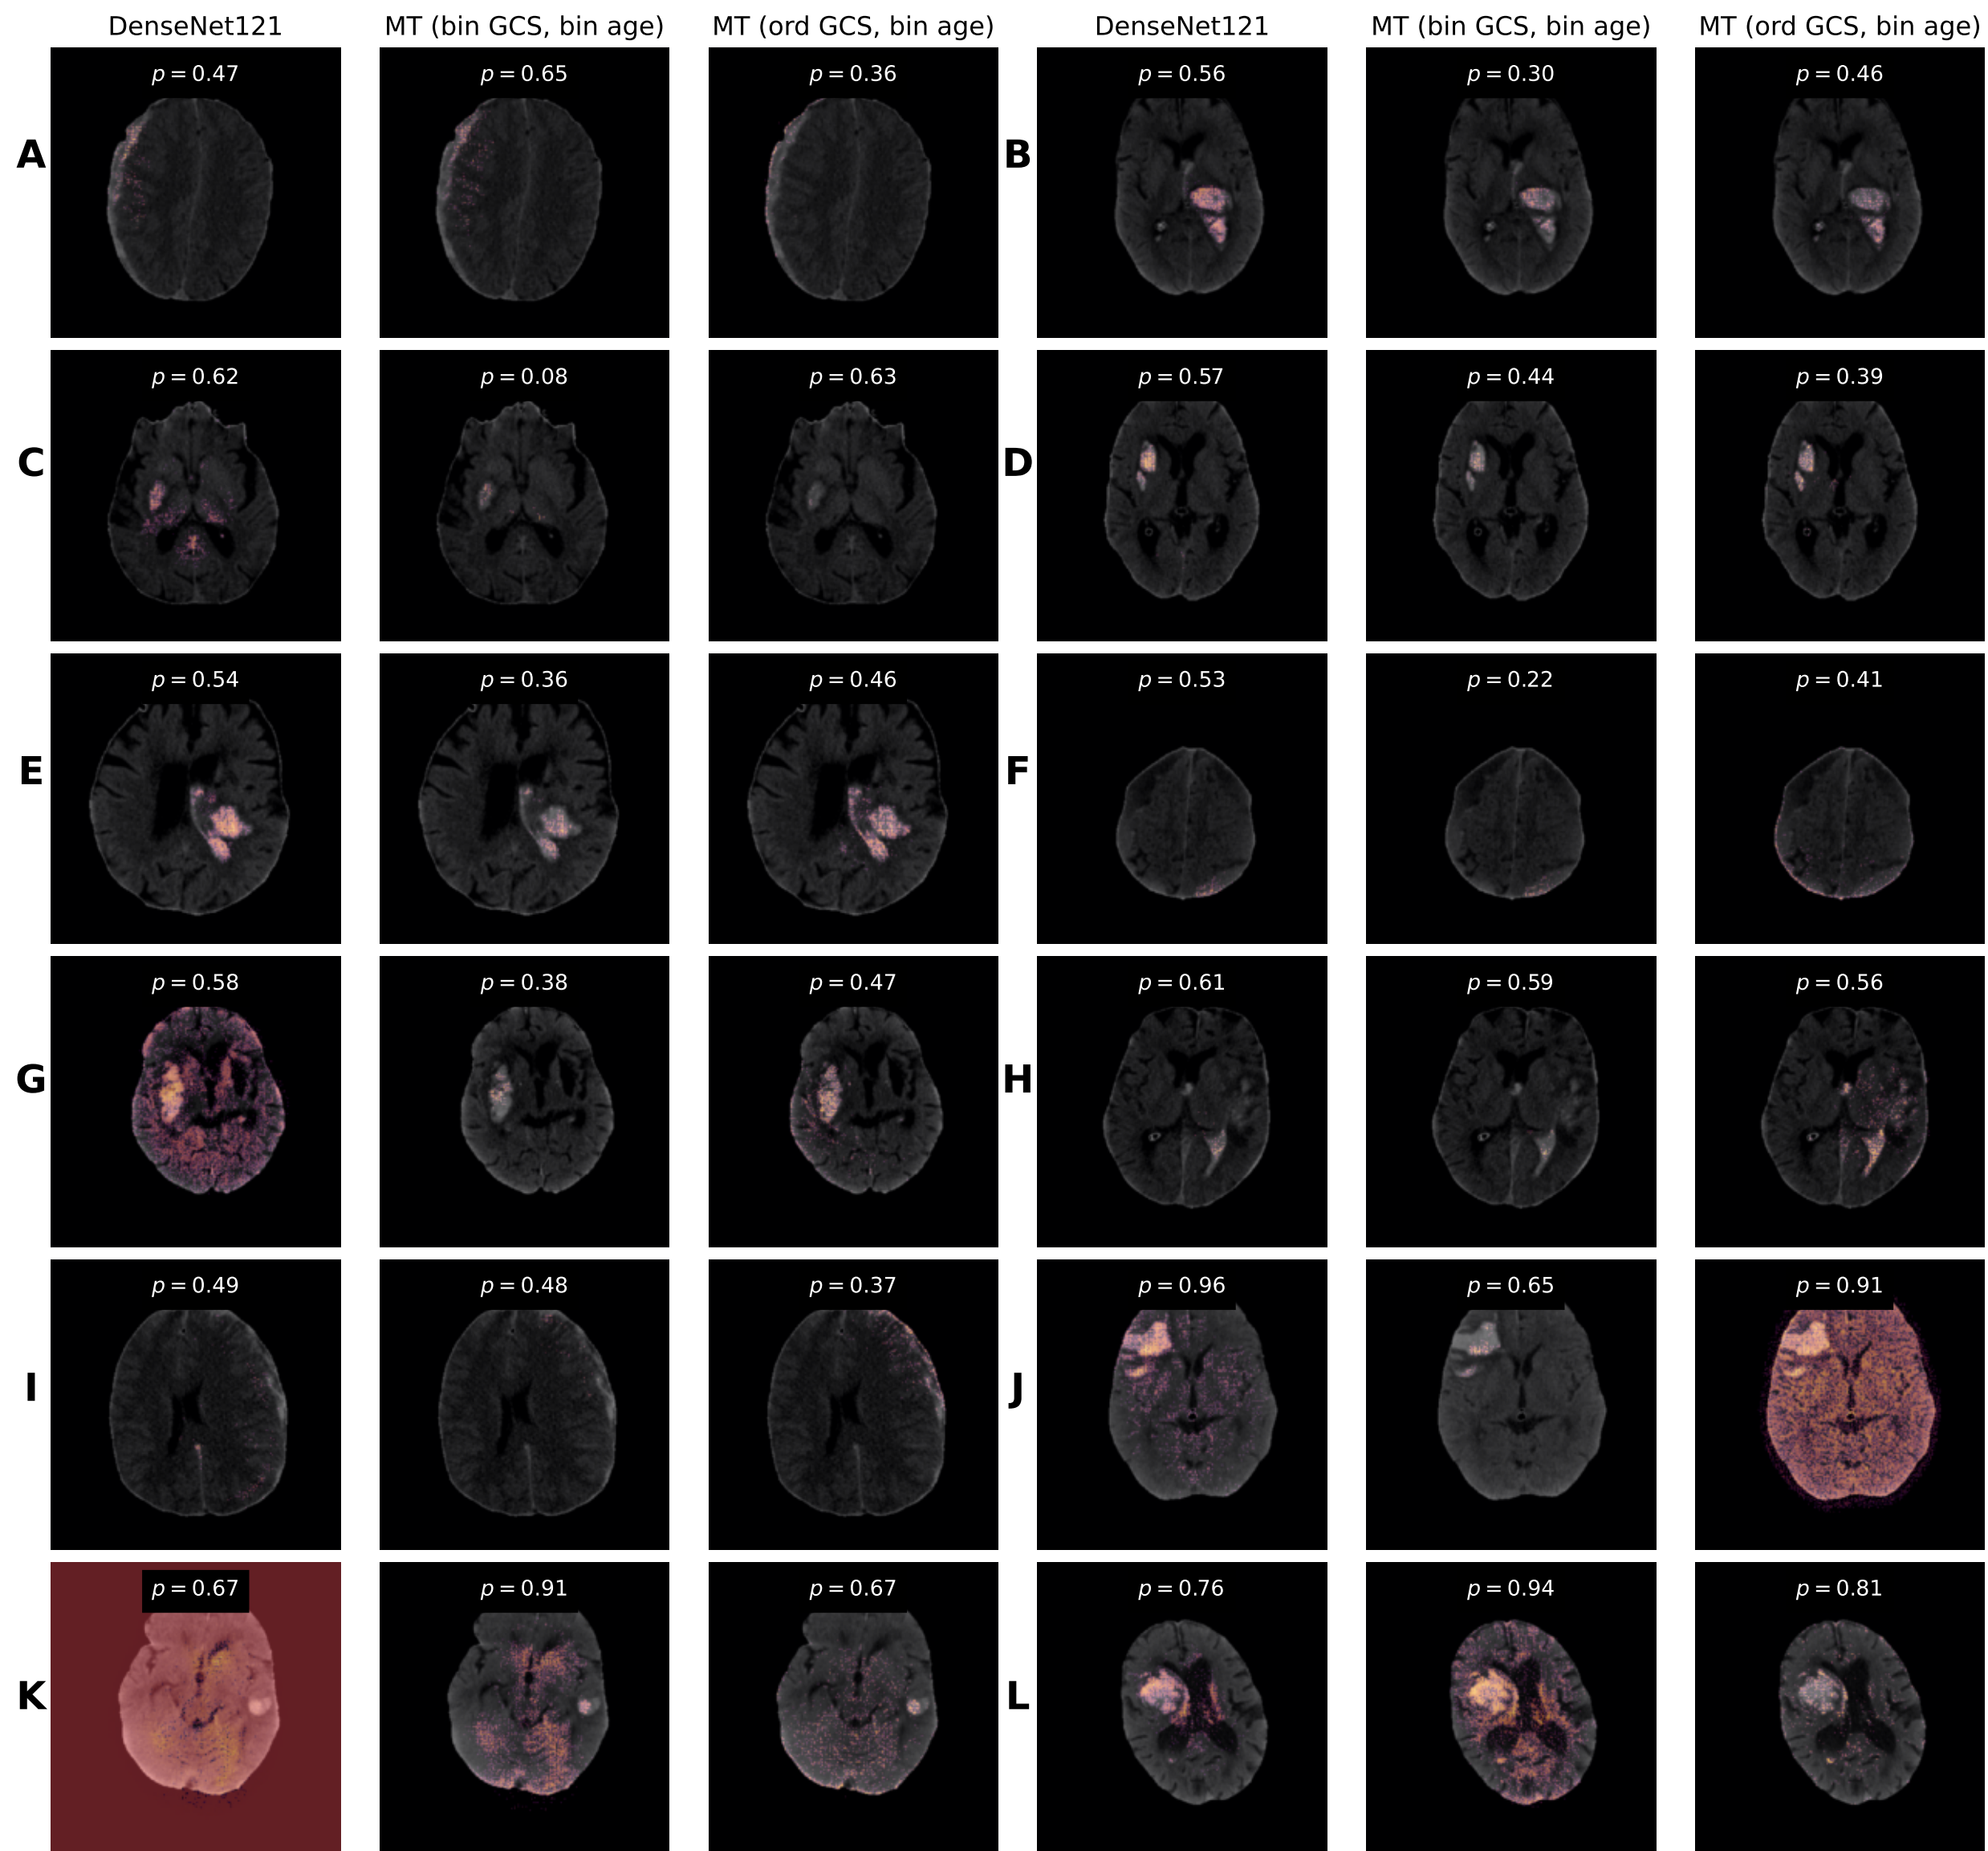 DenseNet121 MT (bin GCS, bin age) MT (ord GCS, bin age) DenseNet121 MT (bin GCS, bin age) MT (ord GCS, bin age)
A p = 0.47 p = 0.65 p = 0.36 B p = 0.56 p = 0.30 p = 0.46
C p = 0.62 p = 0.08 p = 0.63 D p = 0.57 p = 0.44 p = 0.39
E p = 0.54 p = 0.36 p = 0.46 F p = 0.53 p = 0.22 p = 0.41
G p = 0.58 p = 0.38 p = 0.47 H p = 0.61 p = 0.59 p = 0.56
I p = 0.49 p = 0.48 p = 0.37 J p = 0.96 p = 0.65 p = 0.91
K p = 0.67 p = 0.91 p = 0.67 L p = 0.76 p = 0.94 p = 0.81